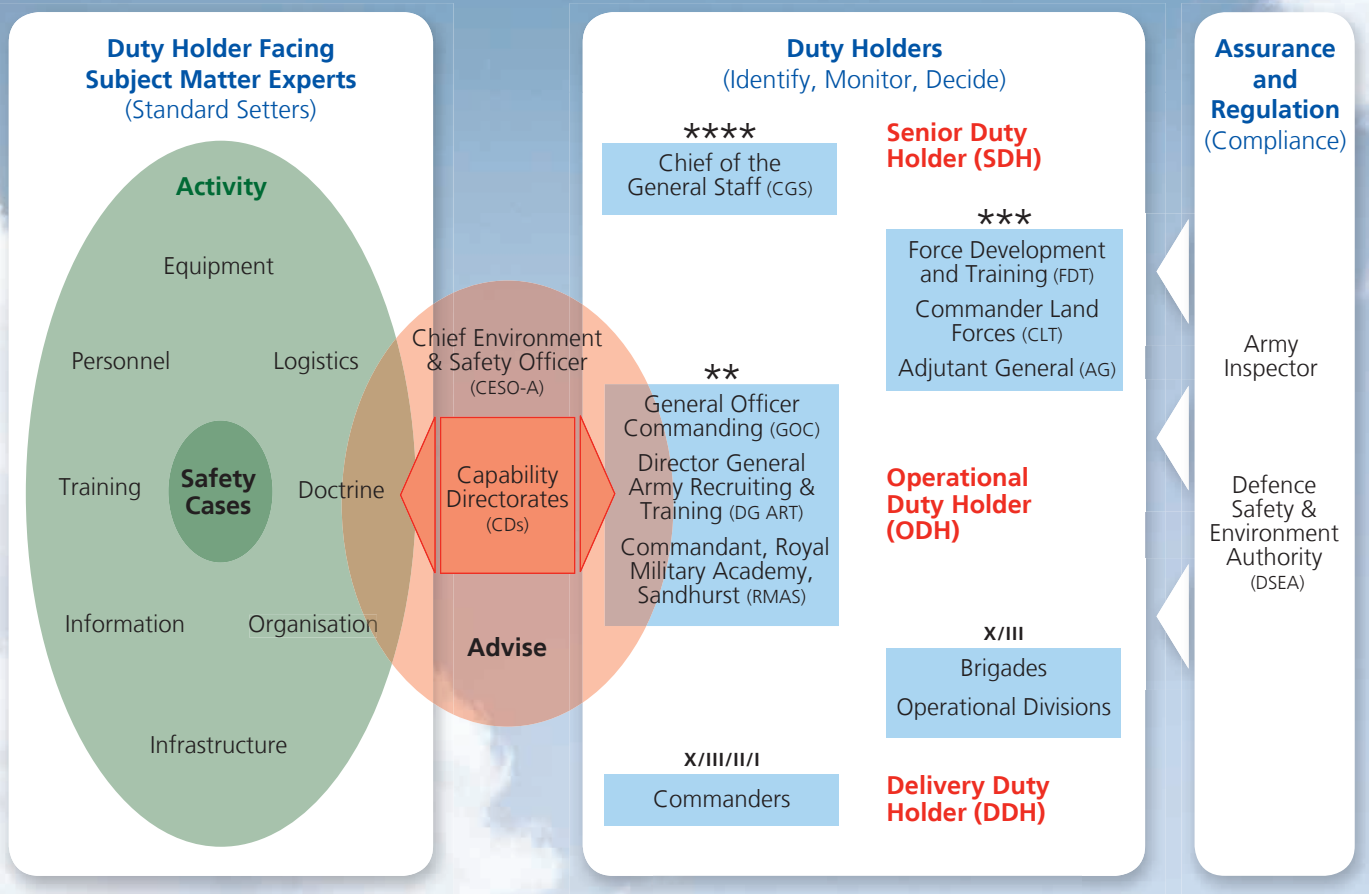 Duty Holder Facing
Subject Matter Experts
(Standard Setters)
Activity
Equipment
Personnel
Logistics
Training
Safety
Cases
Doctrine
Information
Organisation
Infrastructure
Chief Environment
& Safety Officer
(CESO-A)
Capability
Directorates
(CDs)
Advise
Duty Holders
(Identify, Monitor, Decide)
****
Chief of the
General Staff (CGS)
Senior Duty
Holder (SDH)
***
Force Development
and Training (FDT)
Commander Land
Forces (CLT)
Adjutant General (AG)
**
General Officer
Commanding (GOC)
Director General
Army Recruiting &
Training (DG ART)
Commandant, Royal
Military Academy,
Sandhurst (RMAS)
Operational
Duty Holder
(ODH)
X/III
Brigades
Operational Divisions
X/III/II/I
Commanders
Delivery Duty
Holder (DDH)
Assurance
and
Regulation
(Compliance)
Army
Inspector
Defence
Safety &
Environment
Authority
(DSEA)